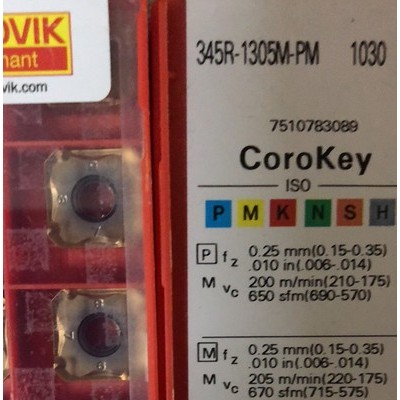 DVIK
mant
vik.com
345R-1305M-PM 1030
7510783089
CoroKey
ISO
P M K N S H
P fz 0.25 mm(0.15-0.35)
.010 in(.006-.014)
M vc 200 m/min(210-175)
650 sfm(690-570)
M fz 0.25 mm(0.15-0.35)
.010 in(.006-.014)
M vc 205 m/min(220-175)
670 sfm(715-575)